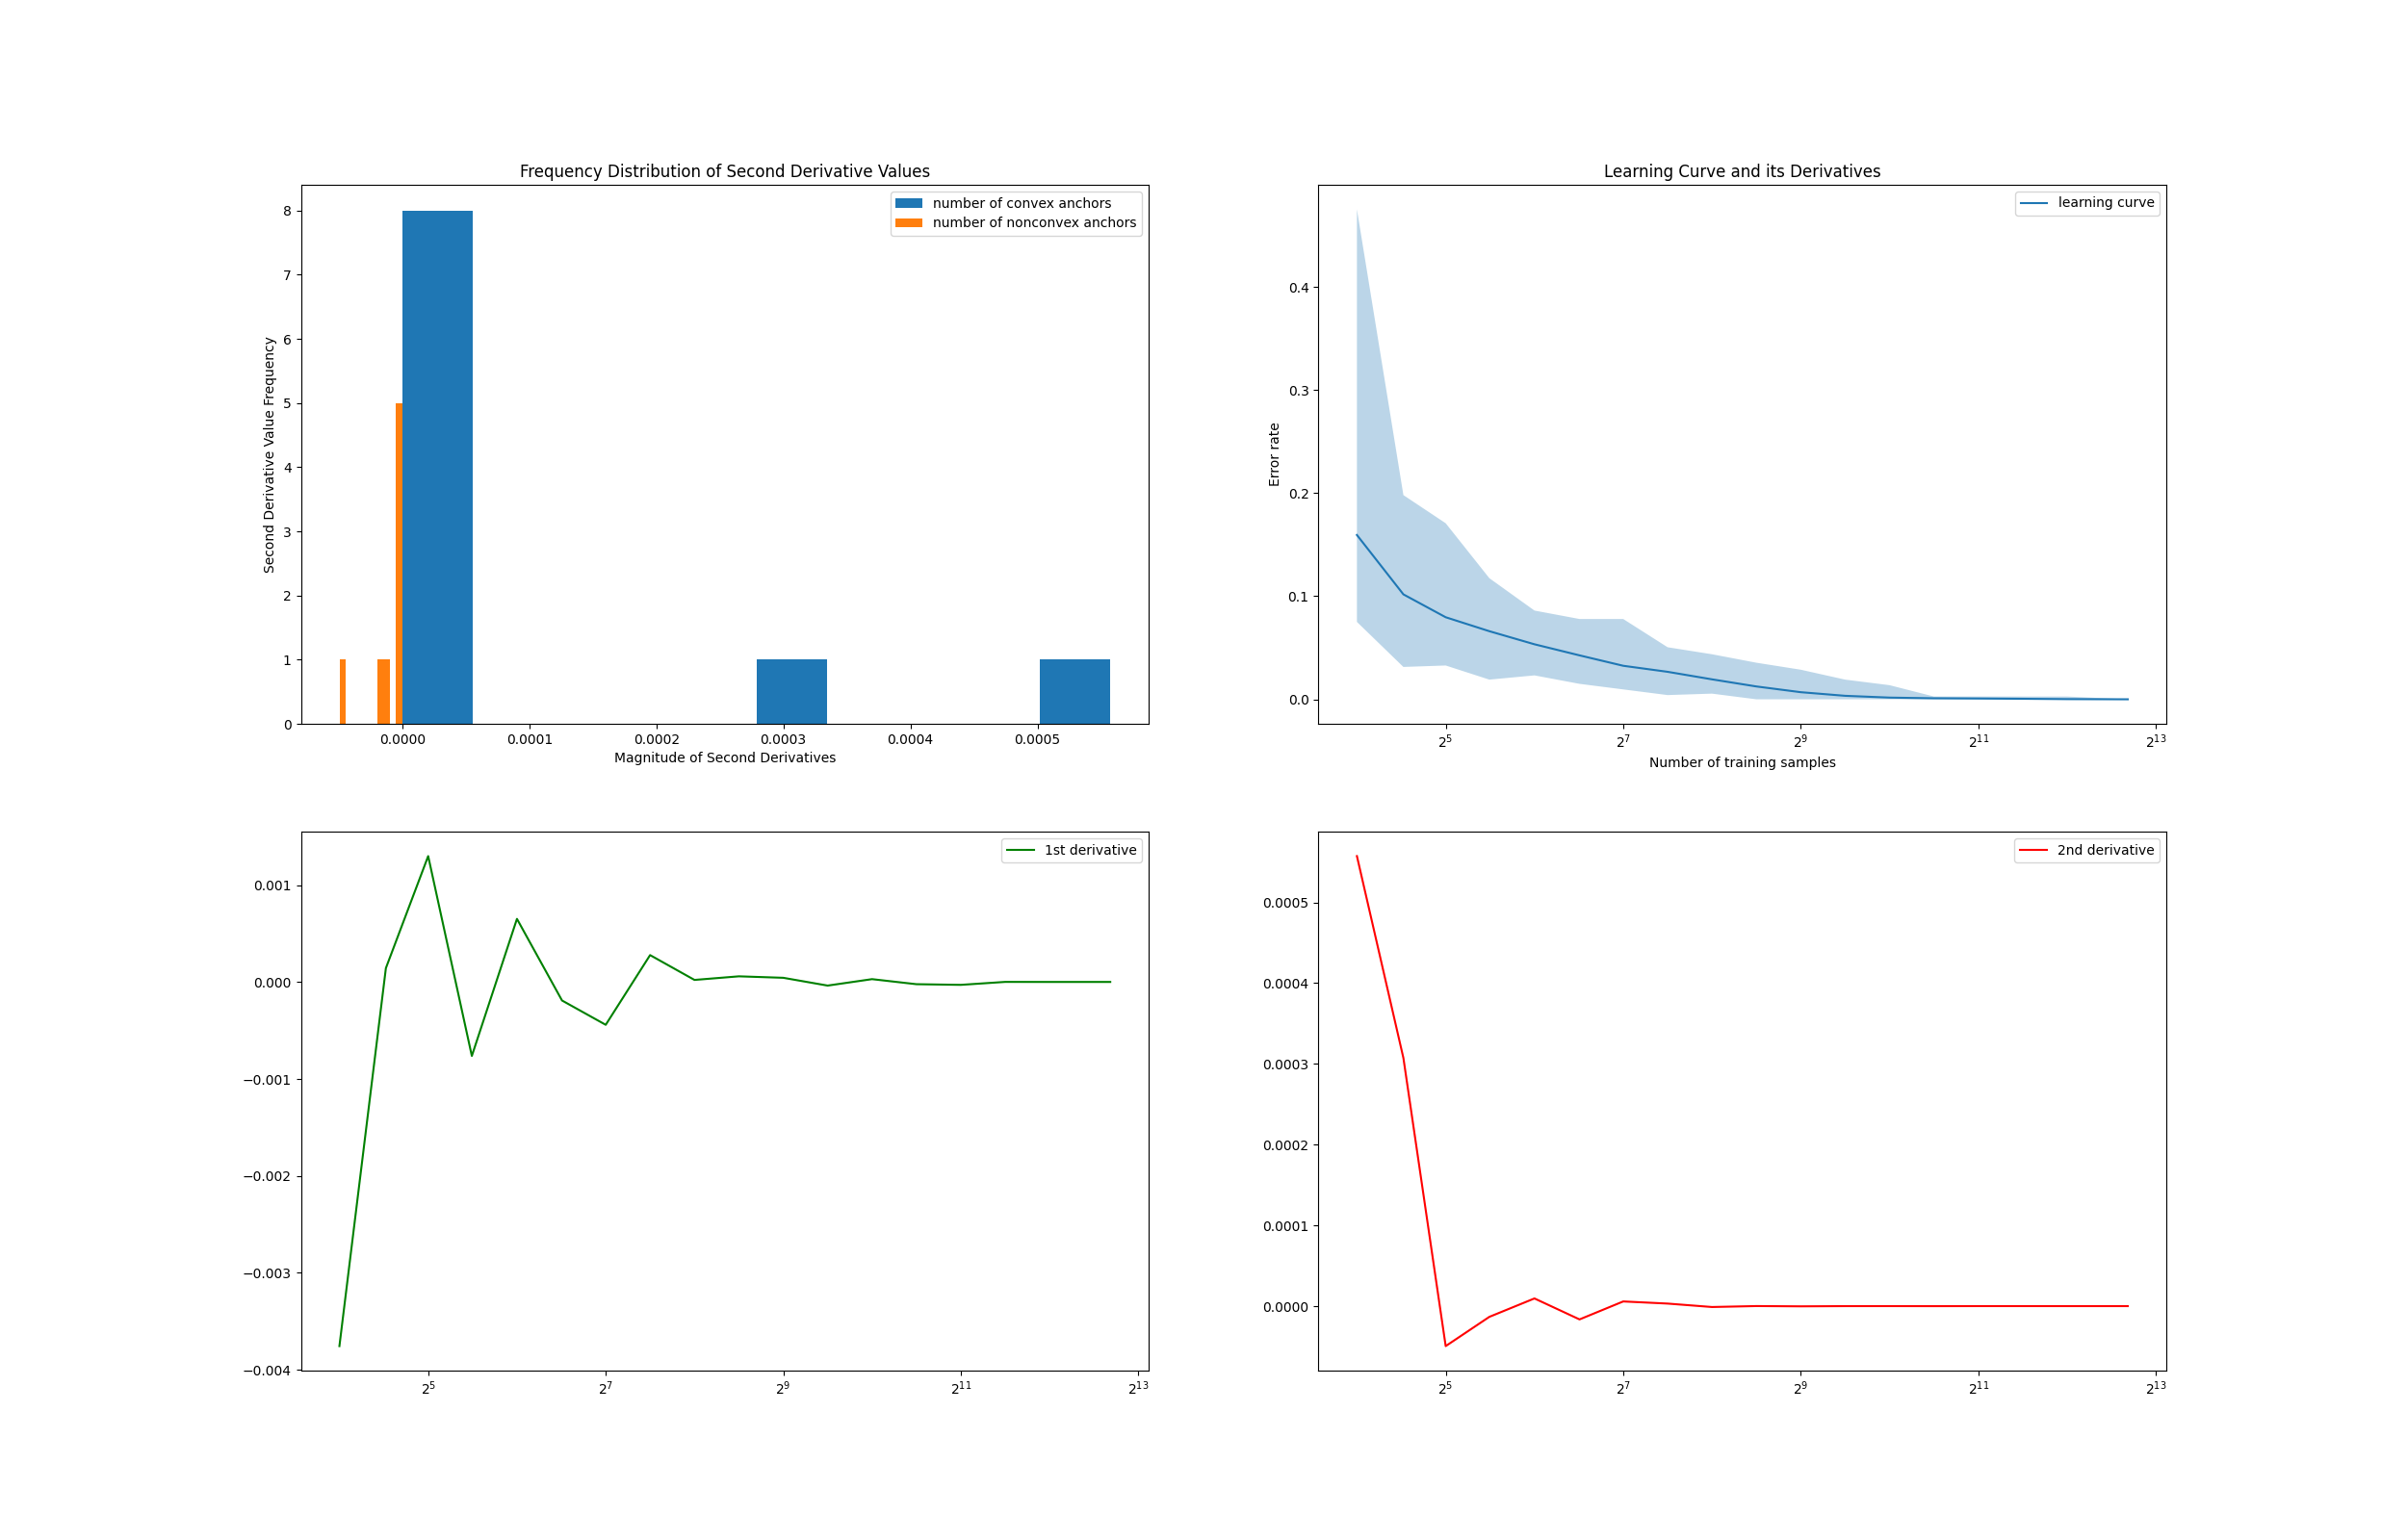 Frequency Distribution of Second Derivative Values
number of convex anchors
number of nonconvex anchors
8
7
6
5
4
3
2
1
0
Second Derivative Value Frequency
0.0000 0.0001 0.0002 0.0003 0.0004 0.0005
Magnitude of Second Derivatives
Learning Curve and its Derivatives
learning curve
0.4
0.3
0.2
0.1
0.0
Error rate
2^5 2^7 2^9 2^11 2^13
Number of training samples
1st derivative
0.001
0.000
−0.001
−0.002
−0.003
−0.004
2^5 2^7 2^9 2^11 2^13
2nd derivative
0.0005
0.0004
0.0003
0.0002
0.0001
0.0000
2^5 2^7 2^9 2^11 2^13